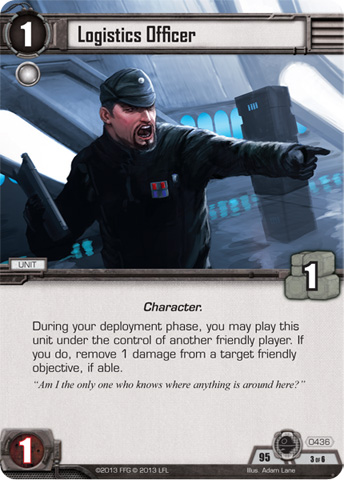 1
Logistics Officer
UNIT
1
Character.
During your deployment phase, you may play this
unit under the control of another friendly player. If
you do, remove 1 damage from a target friendly
objective, if able.
“Am I the only one who knows where anything is around here?”
1
0436
95
3 OF 6
©2013 FFG © 2013 LFL
Illus. Adam Lane